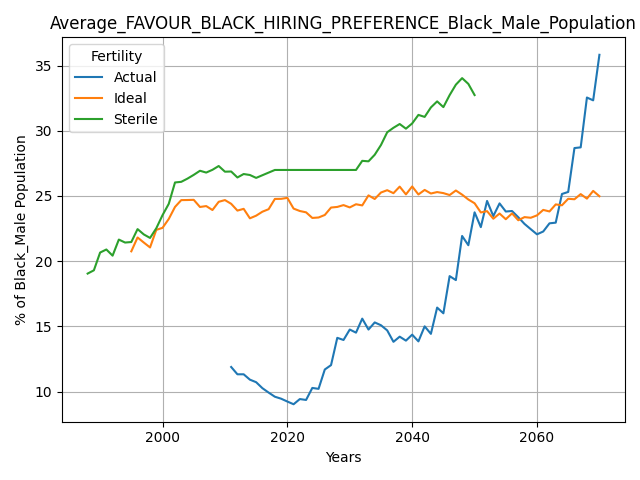 Average_FAVOUR_BLACK_HIRING_PREFERENCE_Black_Male_Population
Fertility
Actual
Ideal
Sterile
% of Black_Male Population
35
30
25
20
15
10
2000 2020 2040 2060
Years